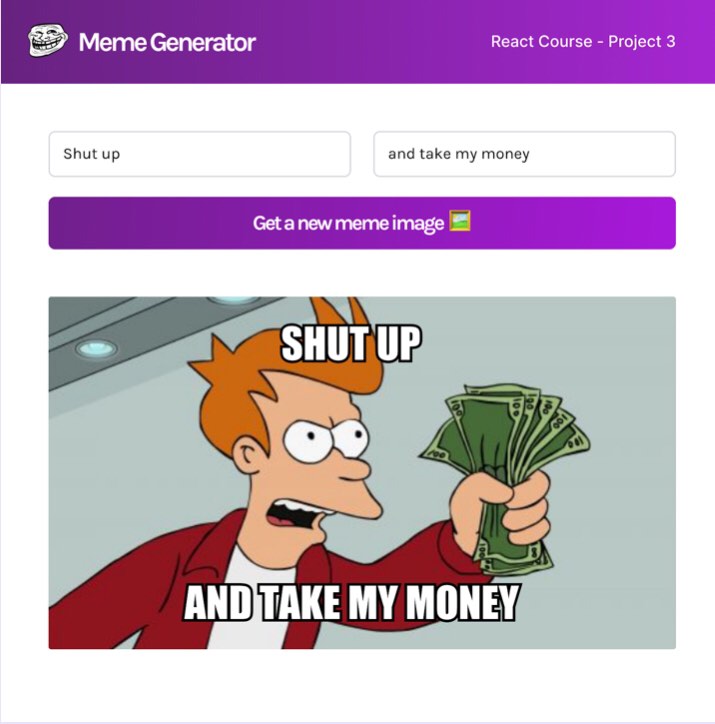 Meme Generator
React Course - Project 3
Shut up
and take my money
Get a new meme image
SHUT UP
AND TAKE MY MONEY